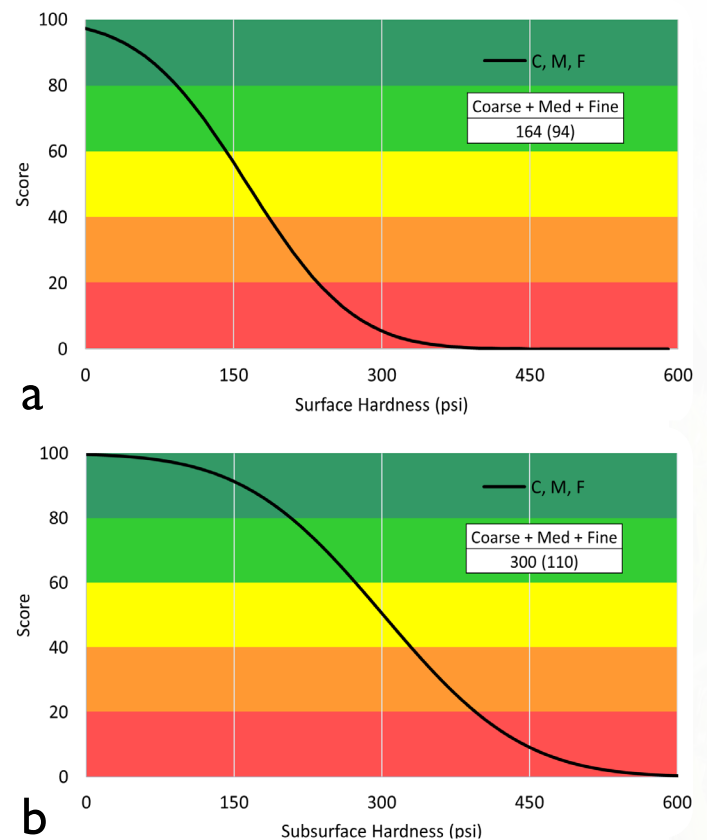 100
80
60
40
20
0
Score
C, M, F
Coarse + Med + Fine
164 (94)
0 150 300 450 600
Surface Hardness (psi)
a
100
80
60
40
20
0
Score
C, M, F
Coarse + Med + Fine
300 (110)
0 150 300 450 600
Subsurface Hardness (psi)
b